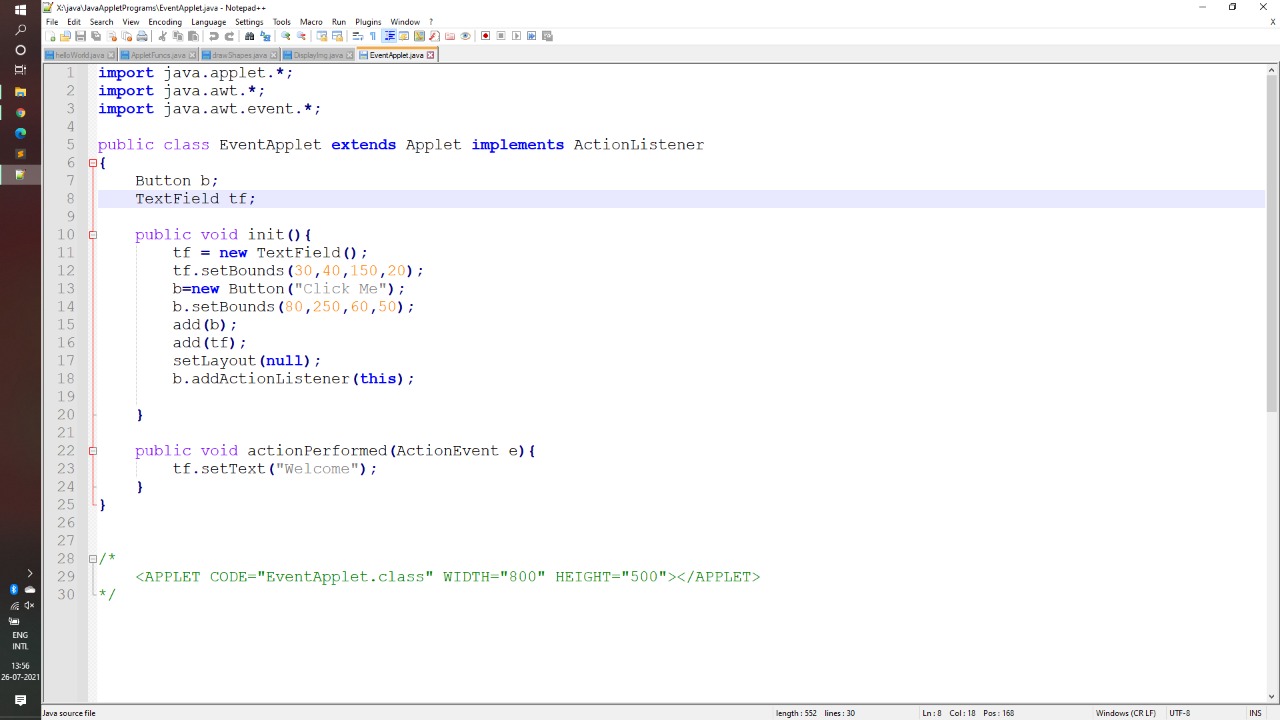 X:\java\JavaAppletPrograms\EventApplet.java - Notepad++
File Edit Search View Encoding Language Settings Tools Macro Run Plugins Window ?
helloWorld.java AppletFuncs.java drawShapes.java DisplayImg.java EventApplet.java
1 import java.applet.*;
2 import java.awt.*;
3 import java.awt.event.*;
4
5 public class EventApplet extends Applet implements ActionListener
6 {
7 Button b;
8 TextField tf;
9
10 public void init(){
11 tf = new TextField();
12 tf.setBounds(30,40,150,20);
13 b=new Button("Click Me");
14 b.setBounds(80,250,60,50);
15 add(b);
16 add(tf);
17 setLayout(null);
18 b.addActionListener(this);
19
20 }
21
22 public void actionPerformed(ActionEvent e){
23 tf.setText("Welcome");
24 }
25 }
26
27
28 /*
29 <APPLET CODE="EventApplet.class" WIDTH="800" HEIGHT="500"></APPLET>
30 */
ENG
INTL
13:56
26-07-2021
Java source file length : 552 lines : 30 Ln : 8 Col : 18 Pos : 168 Windows (CR LF) UTF-8 INS